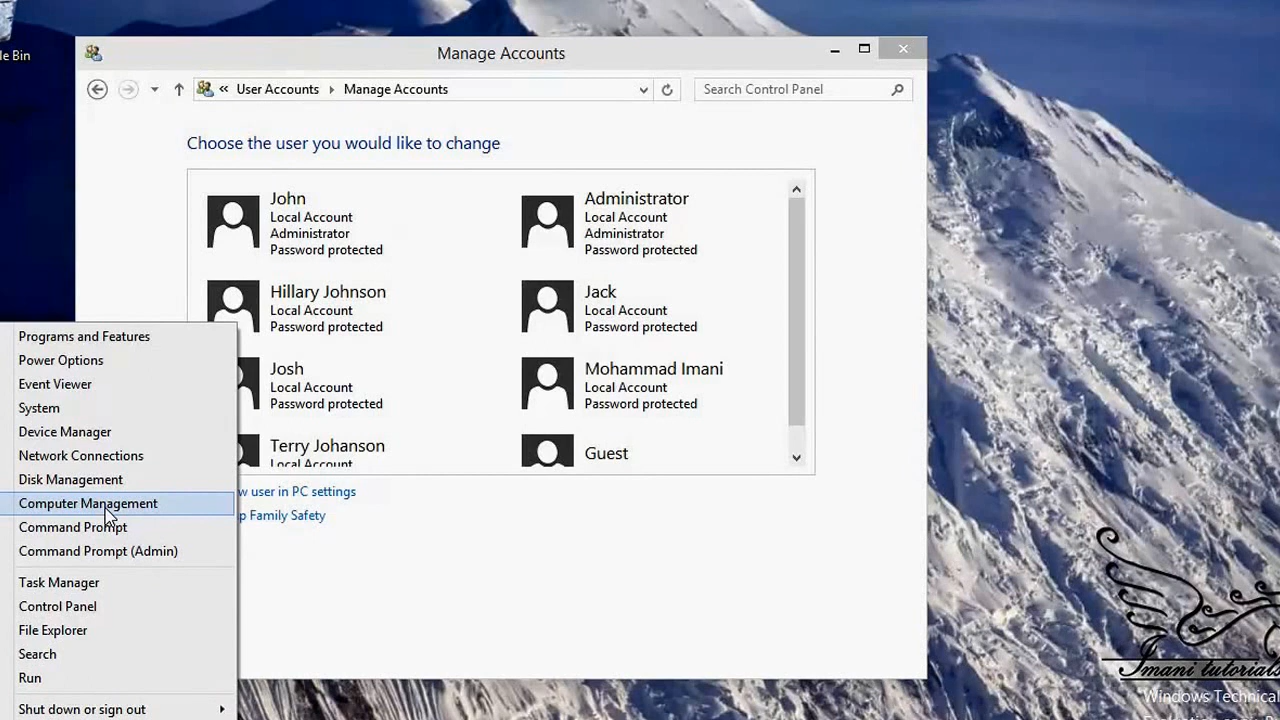 le Bin
Manage Accounts
« User Accounts Manage Accounts
Search Control Panel
Choose the user you would like to change
John
Local Account
Administrator
Password protected
Administrator
Local Account
Administrator
Password protected
Hillary Johnson
Local Account
Password protected
Jack
Local Account
Password protected
Josh
Local Account
Password protected
Mohammad Imani
Local Account
Password protected
Terry Johanson
Local Account
Guest
w user in PC settings
p Family Safety
Programs and Features
Power Options
Event Viewer
System
Device Manager
Network Connections
Disk Management
Computer Management
Command Prompt
Command Prompt (Admin)
Task Manager
Control Panel
File Explorer
Search
Run
Shut down or sign out
Imani tutorials
Windows Technical